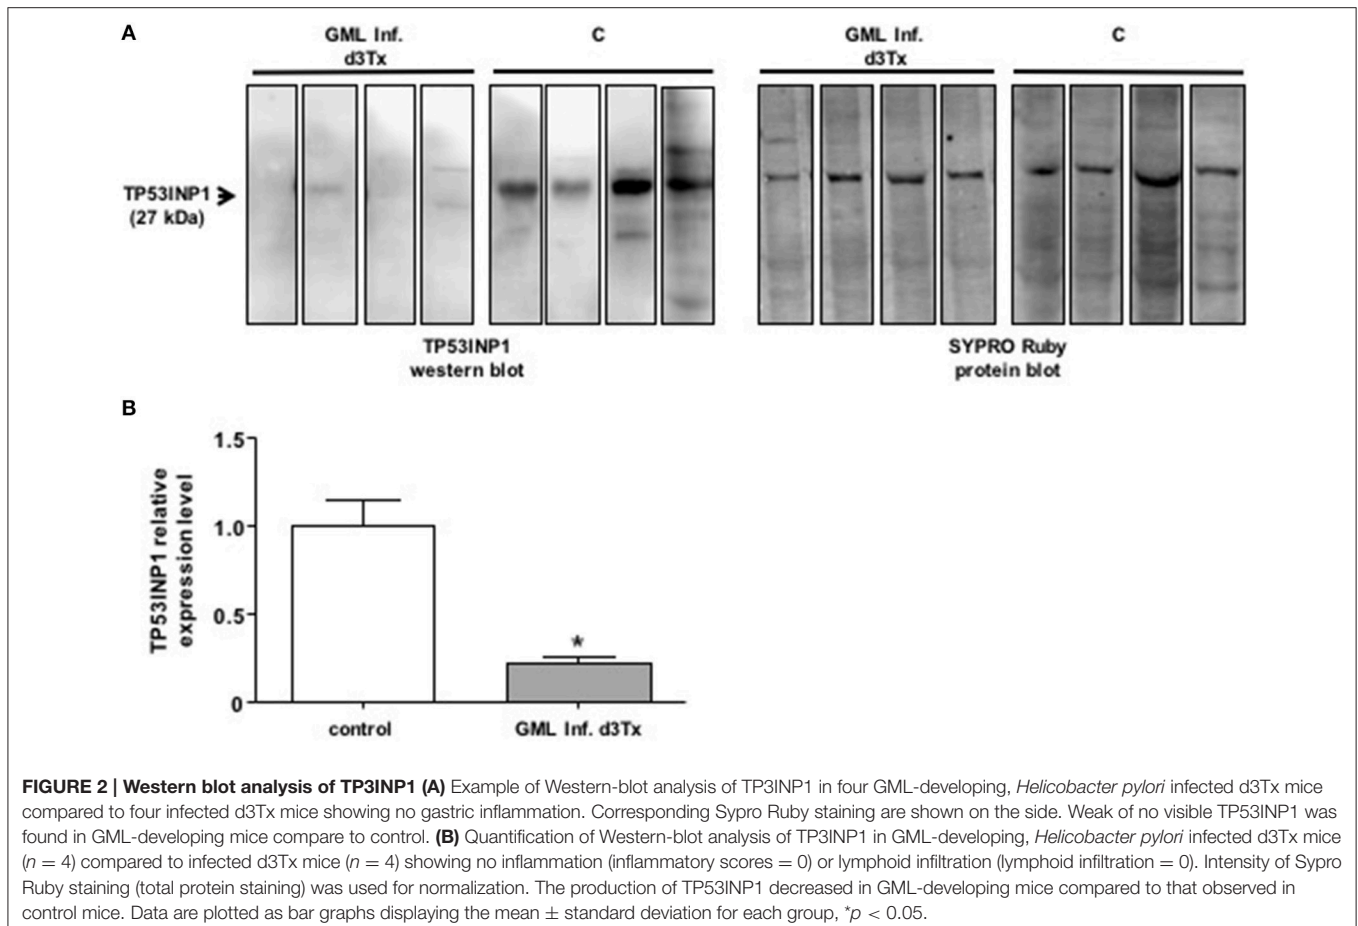 A
GML Inf.
d3Tx
C
GML Inf.
d3Tx
C
TP53INP1
(27 kDa)
TP53INP1
western blot
SYPRO Ruby
protein blot
B
TP53INP1 relative
expression level
1.5
1.0
0.5
0
*
control
GML Inf. d3Tx
FIGURE 2 | Western blot analysis of TP3INP1 (A) Example of Western-blot analysis of TP3INP1 in four GML-developing, Helicobacter pylori infected d3Tx mice
compared to four infected d3Tx mice showing no gastric inflammation. Corresponding Sypro Ruby staining are shown on the side. Weak of no visible TP53INP1 was
found in GML-developing mice compare to control. (B) Quantification of Western-blot analysis of TP3INP1 in GML-developing, Helicobacter pylori infected d3Tx mice
(n = 4) compared to infected d3Tx mice (n = 4) showing no inflammation (inflammatory scores = 0) or lymphoid infiltration (lymphoid infiltration = 0). Intensity of Sypro
Ruby staining (total protein staining) was used for normalization. The production of TP53INP1 decreased in GML-developing mice compared to that observed in
control mice. Data are plotted as bar graphs displaying the mean ± standard deviation for each group, *p < 0.05.